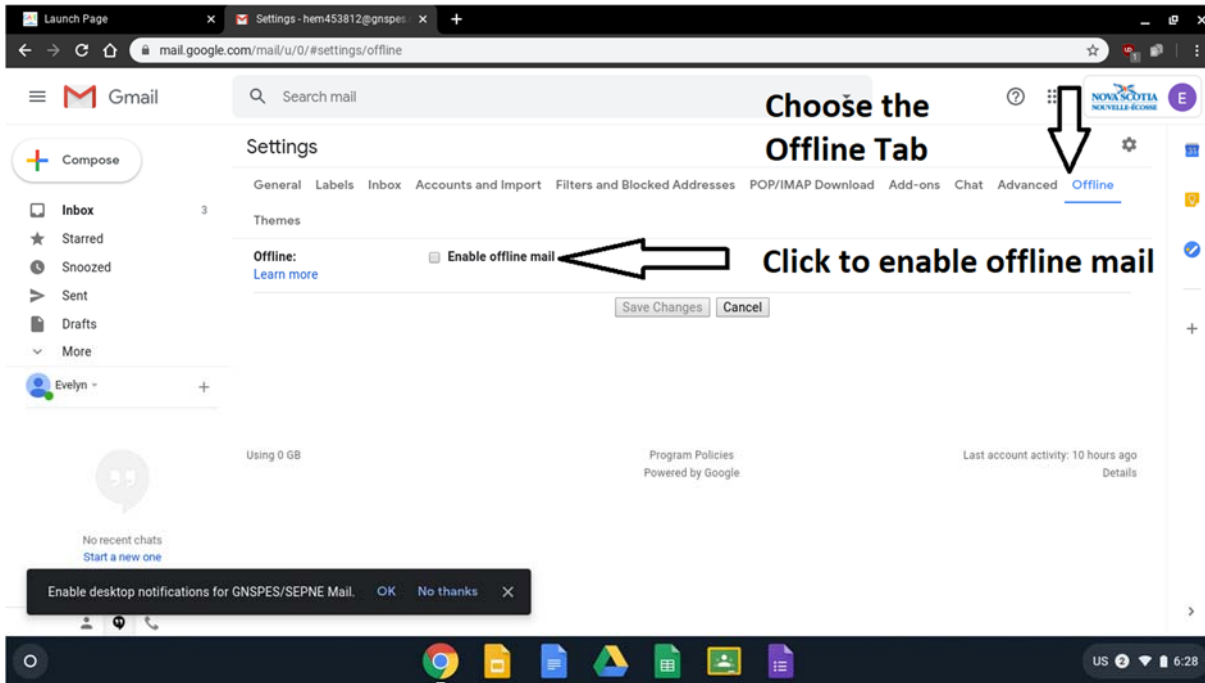 Launch Page
Settings - hem453812@gnspes.
mail.google.com/mail/u/0/#settings/offline
Gmail
Search mail
NOVA SCOTIA
NOUVELLE-ÉCOSSE
E
Choose the
Offline Tab
Compose
Settings
31
General Labels Inbox Accounts and Import Filters and Blocked Addresses POP/IMAP Download Add-ons Chat Advanced Offline
Themes
Inbox 3
Starred
Snoozed
Sent
Drafts
More
Offline:
Learn more
Enable offline mail
Click to enable offline mail
Save Changes Cancel
Evelyn
Using 0 GB
Program Policies
Powered by Google
Last account activity: 10 hours ago
Details
No recent chats
Start a new one
Enable desktop notifications for GNSPES/SEPNE Mail. OK No thanks
US 2 6:28